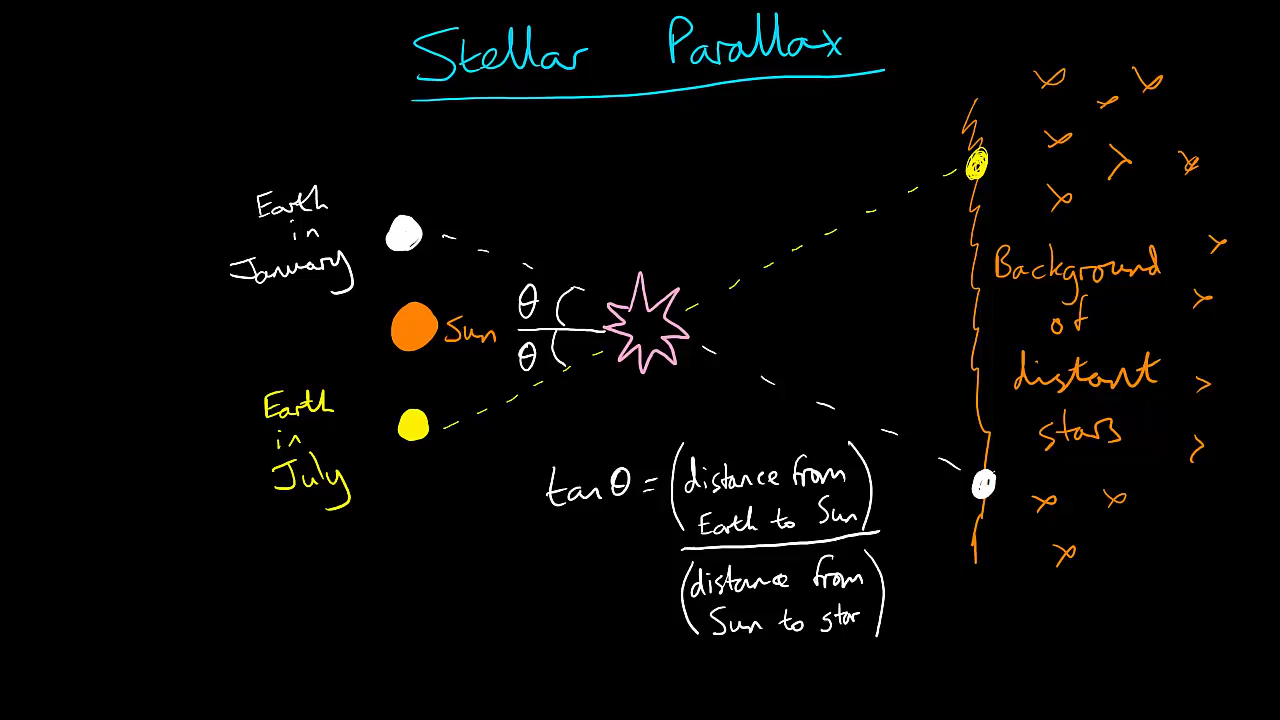 Stellar Parallax
Earth
in
January
Sun
θ
θ
Earth
in
July
Background
of
distant
stars
tanθ = (distance from
Earth to Sun)
(distance from
Sun to star)